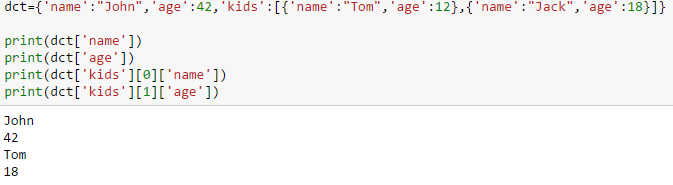 dct={'name':"John",'age':42,'kids':[{'name':"Tom",'age':12},{'name':"Jack",'age':18}]}
print(dct['name'])
print(dct['age'])
print(dct['kids'][0]['name'])
print(dct['kids'][1]['age'])
John
42
Tom
18